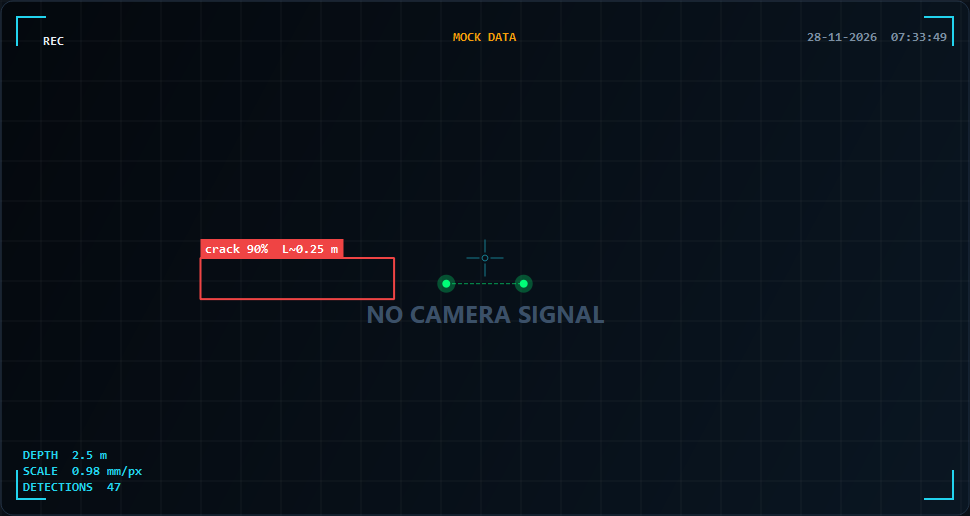 REC
MOCK DATA
28-11-2026 07:33:49
crack 90% L~0.25 m
NO CAMERA SIGNAL
DEPTH 2.5 m
SCALE 0.98 mm/px
DETECTIONS 47